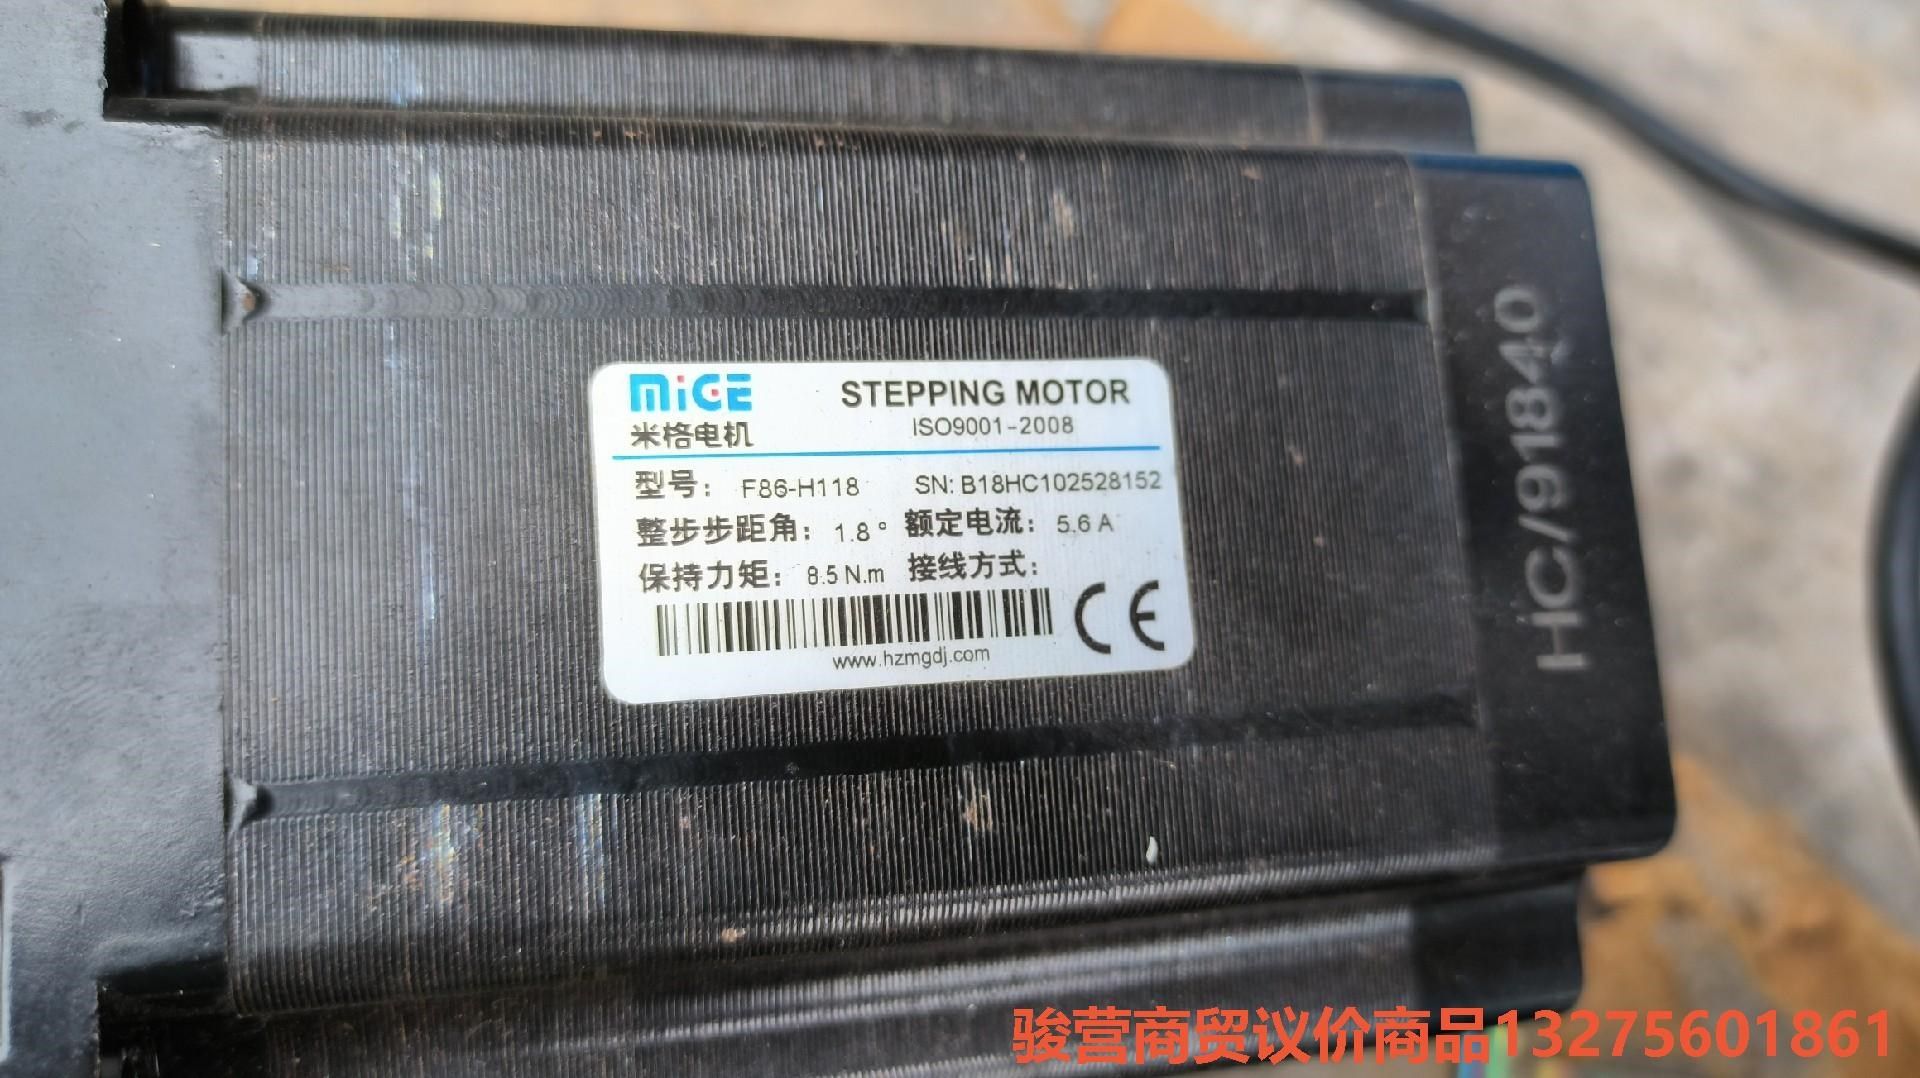 MiGE
米格电机
STEPPING MOTOR
ISO9001-2008
型号： F86-H118 SN: B18HC102528152
整步步距角： 1.8° 额定电流： 5.6 A
保持力矩： 8.5 N.m 接线方式：
CE
www.hzmgdj.com
HC/91840
骏营商贸议价商品13275601861